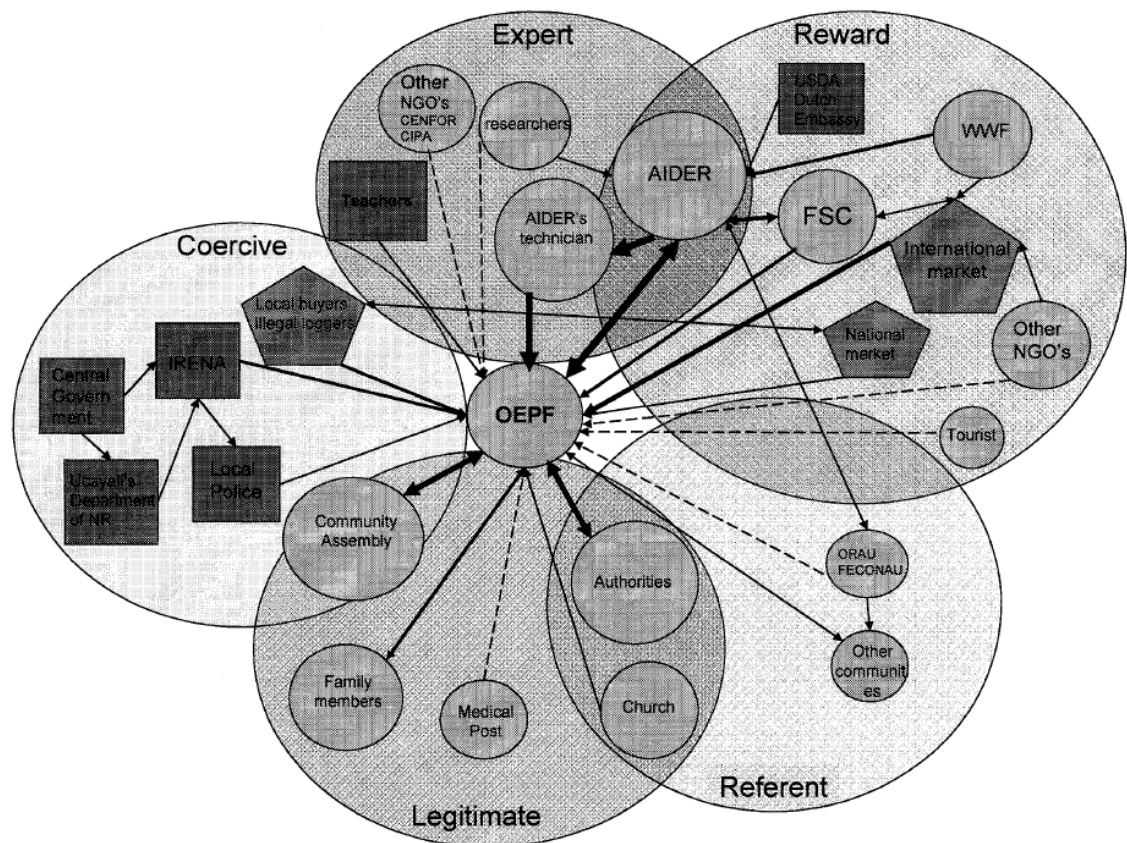 Expert
Reward
Other
NGO's
CENFOR
CIPA
researchers
USDA
Dutch
Embassy
WWF
AIDER
Teachers
AIDER's
technician
FSC
International
market
Coercive
Local buyers
Illegal loggers
National
market
Other
NGO's
IRENA
Central
Govern
ment
OEPF
Tourist
Ucayali's
Department
of NR
Local
Police
Community
Assembly
Authorities
ORAU
FECONAU
Other
communit
es
Family
members
Medical
Post
Church
Referent
Legitimate